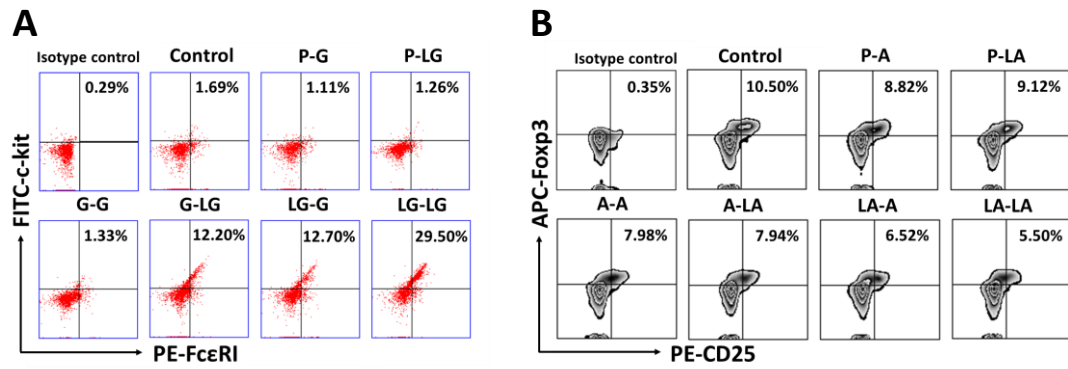 A
Isotype control Control P-G P-LG
0.29% 1.69% 1.11% 1.26%
FITC-c-kit
G-G G-LG LG-G LG-LG
1.33% 12.20% 12.70% 29.50%
PE-FcεRI
B
Isotype control Control P-A P-LA
0.35% 10.50% 8.82% 9.12%
APC-Foxp3
A-A A-LA LA-A LA-LA
7.98% 7.94% 6.52% 5.50%
PE-CD25